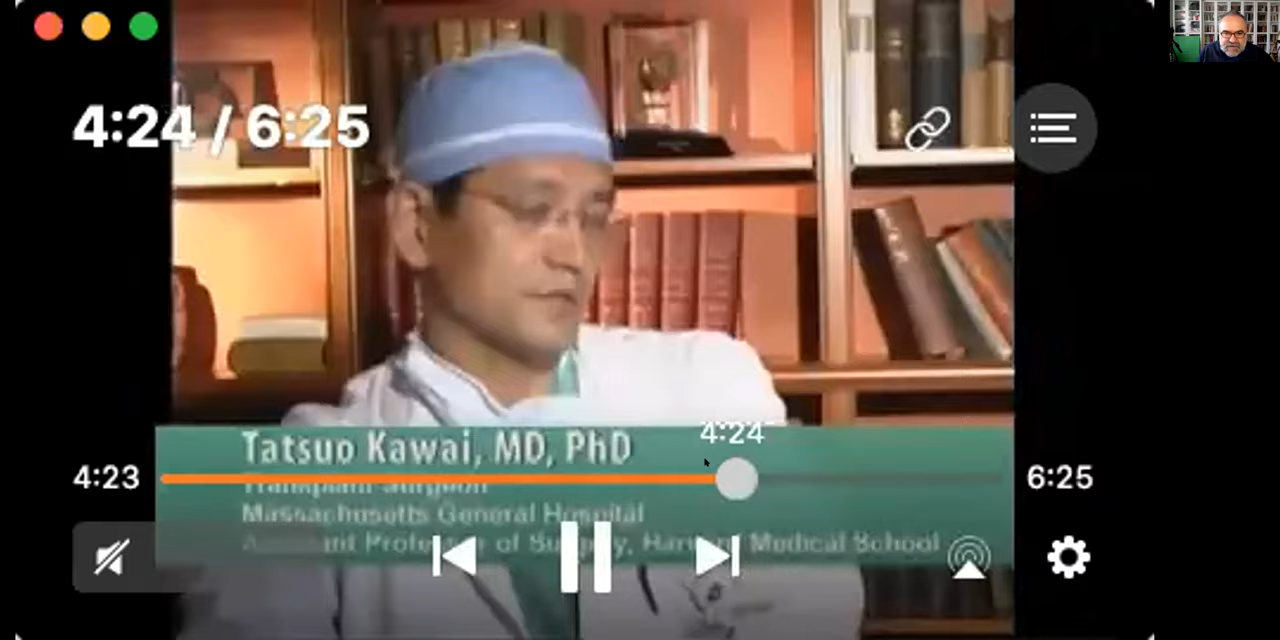 4:24 / 6:25
Tatsuo Kawai, MD, PhD
4:24
4:23
6:25
Transplant Surgeon
Massachusetts General Hospital
Professor of Surgery, Harvard Medical School